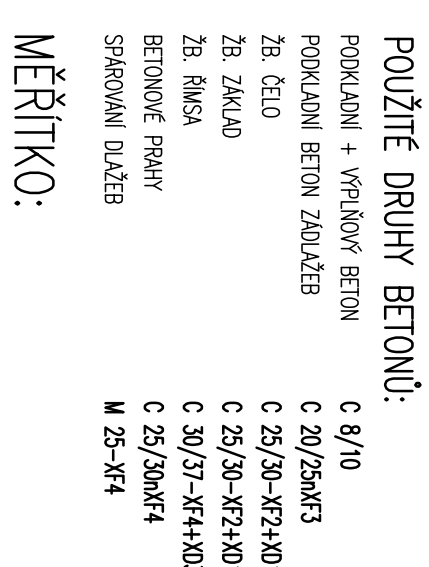 POUŽITÉ DRUHY BETONŮ:
PODKLADNÍ + VÝPLŇOVÝ BETON C 8/10
PODKLADNÍ BETON ZÁDLAŽEB C 20/25nXF3
ŽB. ČELO C 25/30-XF2+XD
ŽB. ZÁKLAD C 25/30-XF2+XD
ŽB. ŘÍMSA C 30/37-XF4+XD
BETONOVÉ PRAHY C 25/30nXF4
SPÁROVÁNÍ DLAŽEB M 25-XF4
MĚŘÍTKO: